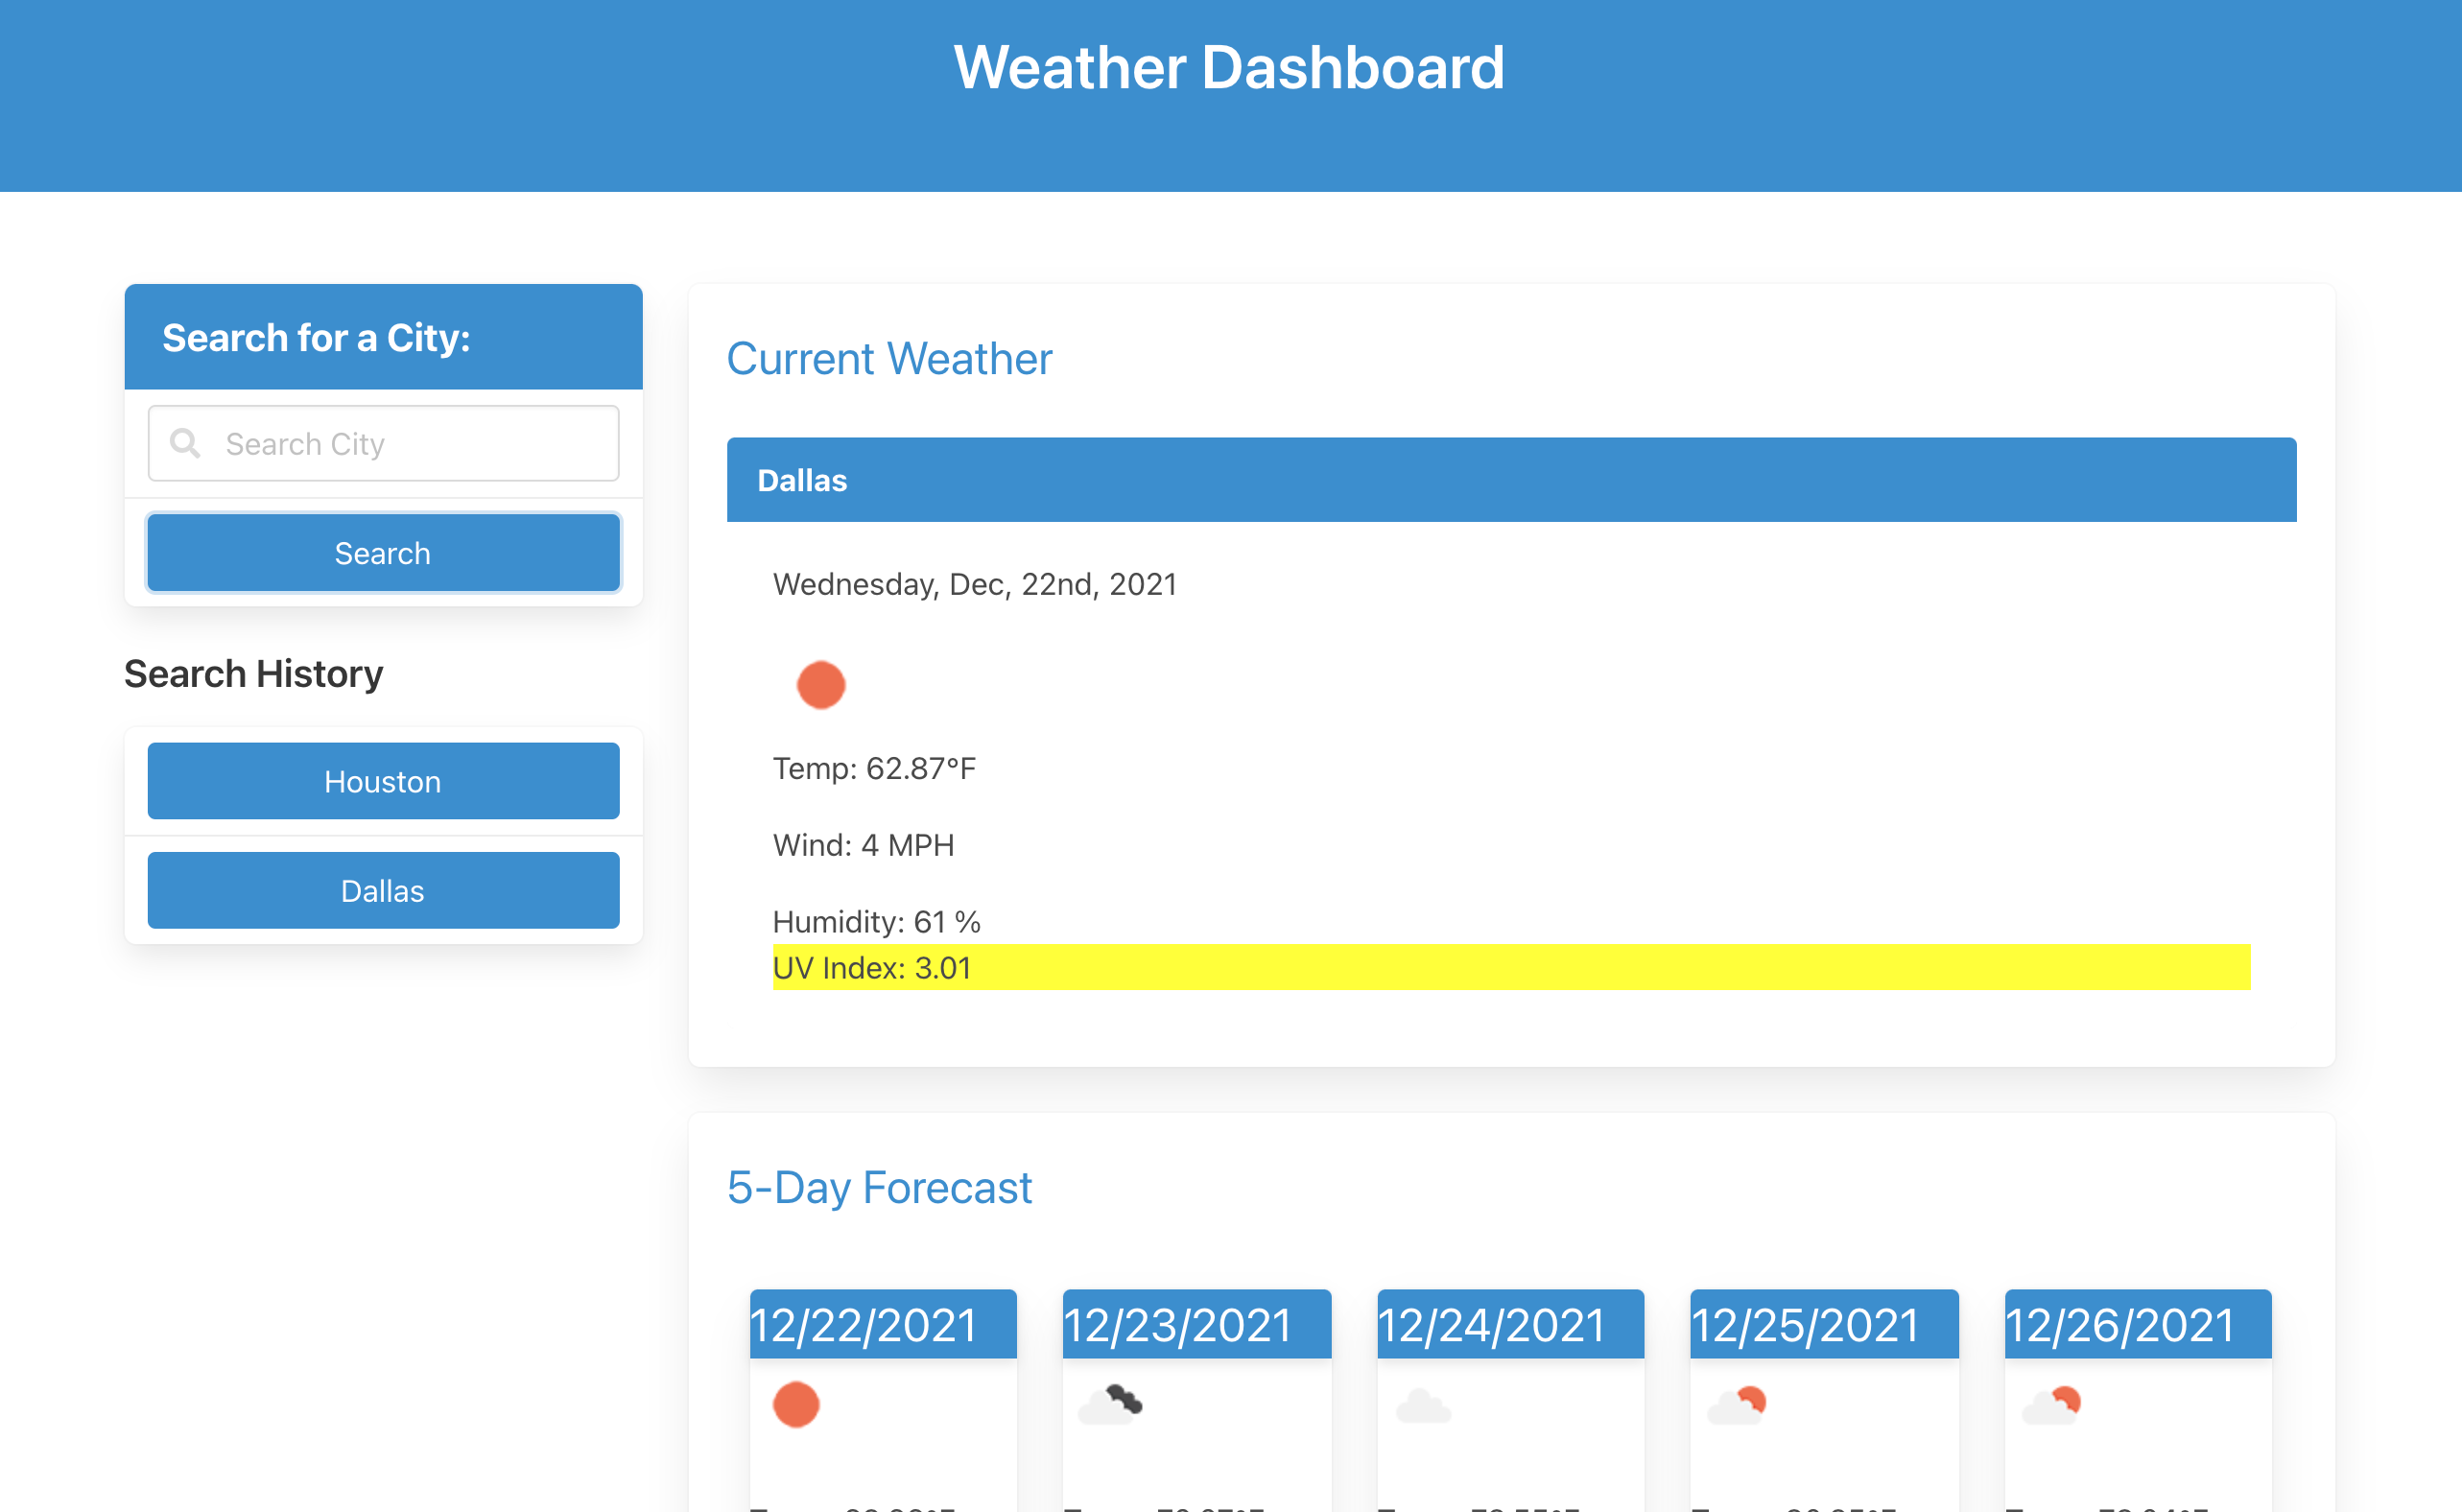 Weather Dashboard
Search for a City:
Search City
Search
Search History
Houston
Dallas
Current Weather
Dallas
Wednesday, Dec, 22nd, 2021
Temp: 62.87°F
Wind: 4 MPH
Humidity: 61 %
UV Index: 3.01
5-Day Forecast
12/22/2021
12/23/2021
12/24/2021
12/25/2021
12/26/2021